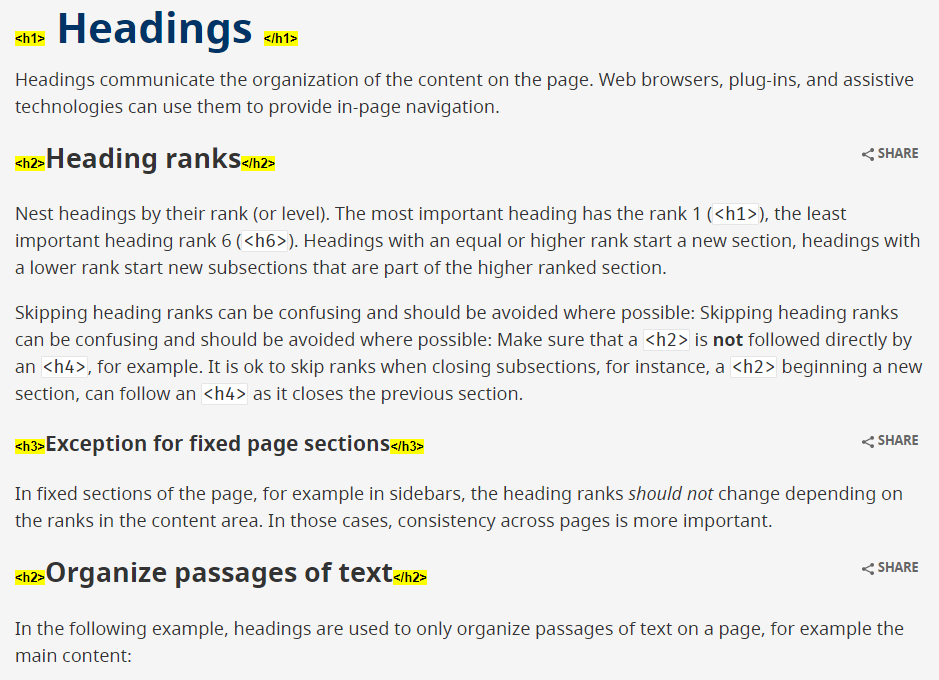 <h1> Headings </h1>
Headings communicate the organization of the content on the page. Web browsers, plug-ins, and assistive
technologies can use them to provide in-page navigation.
<h2>Heading ranks</h2> SHARE
Nest headings by their rank (or level). The most important heading has the rank 1 (<h1>), the least
important heading rank 6 (<h6>). Headings with an equal or higher rank start a new section, headings with
a lower rank start new subsections that are part of the higher ranked section.
Skipping heading ranks can be confusing and should be avoided where possible: Skipping heading ranks
can be confusing and should be avoided where possible: Make sure that a <h2> is not followed directly by
an <h4>, for example. It is ok to skip ranks when closing subsections, for instance, a <h2> beginning a new
section, can follow an <h4> as it closes the previous section.
<h3>Exception for fixed page sections</h3> SHARE
In fixed sections of the page, for example in sidebars, the heading ranks should not change depending on
the ranks in the content area. In those cases, consistency across pages is more important.
<h2>Organize passages of text</h2> SHARE
In the following example, headings are used to only organize passages of text on a page, for example the
main content: